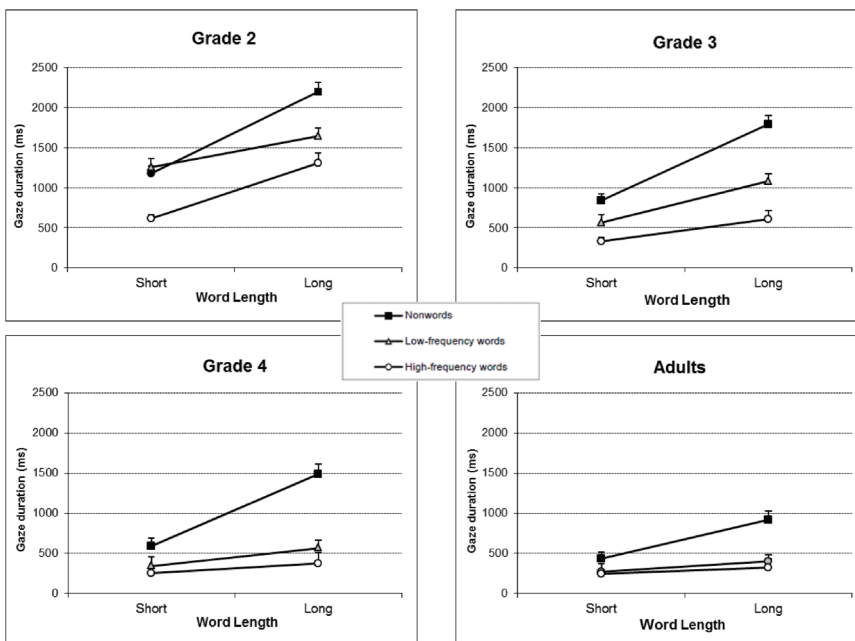 Grade 2
Gaze duration (ms)
2500
2000
1500
1000
500
0
Short
Long
Word Length
Grade 3
Gaze duration (ms)
2500
2000
1500
1000
500
0
Short
Long
Word Length
Nonwords
Low-frequency words
High-frequency words
Grade 4
Gaze duration (ms)
2500
2000
1500
1000
500
0
Short
Long
Word Length
Adults
Gaze duration (ms)
2500
2000
1500
1000
500
0
Short
Long
Word Length